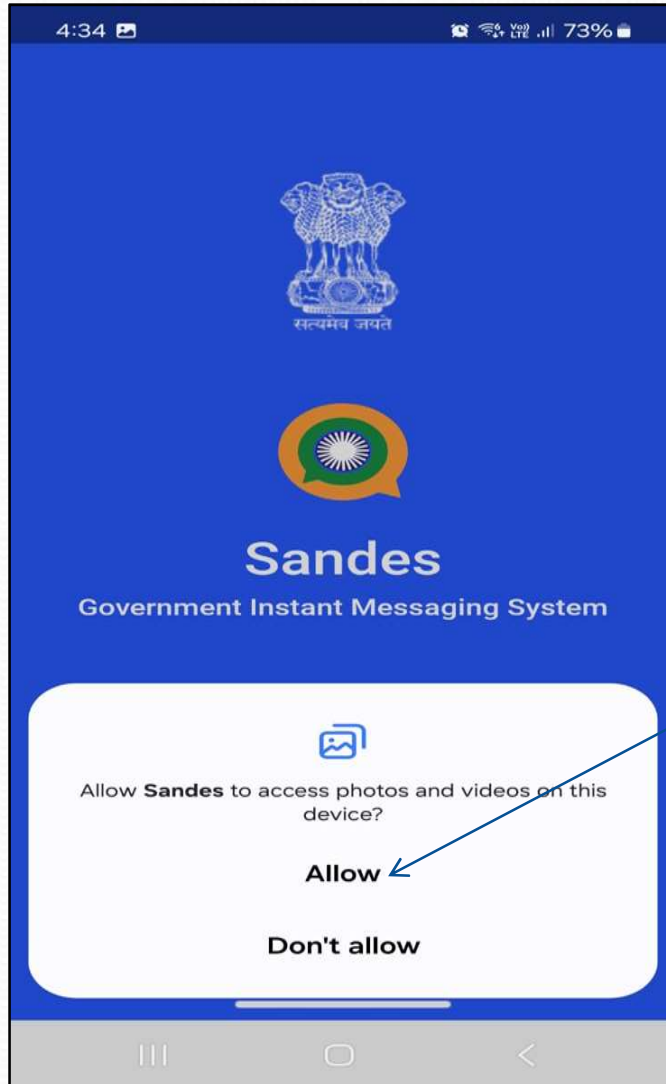 4:34 73%
सत्यमेव जयते
Sandes
Government Instant Messaging System
Allow Sandes to access photos and videos on this
device?
Allow
Don't allow